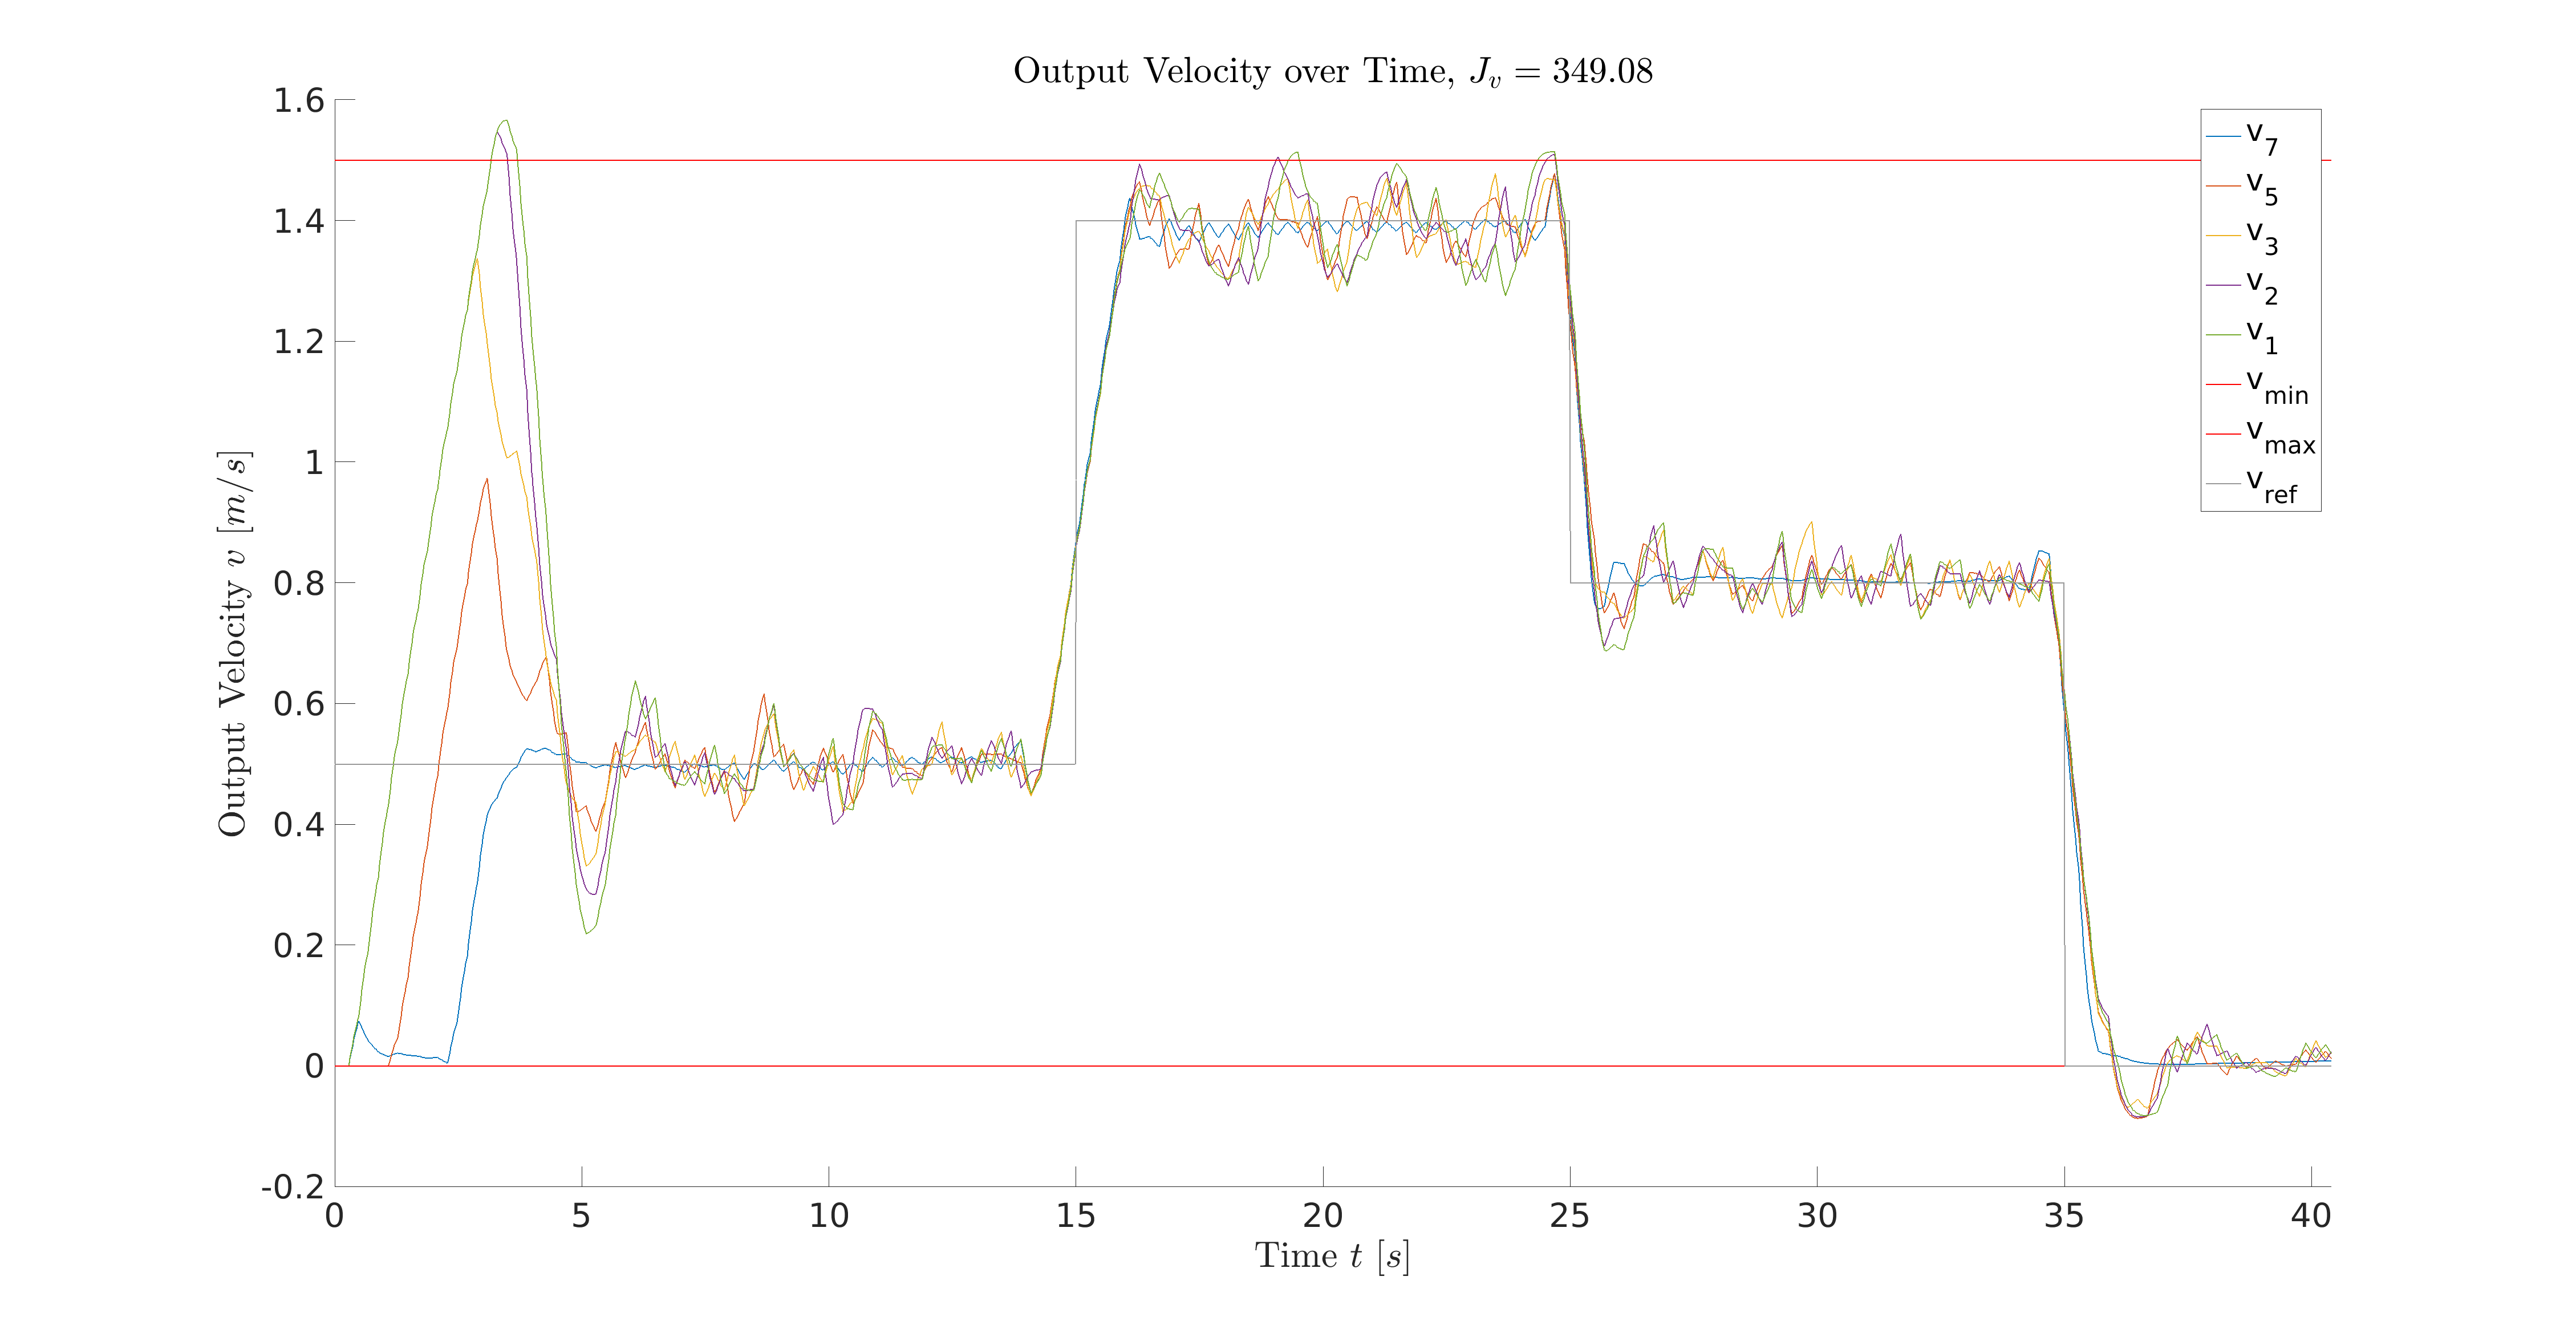 Output Velocity over Time, J_v = 349.08
1.6
1.4
1.2
1
0.8
0.6
0.4
0.2
0
-0.2
Output Velocity v [m/s]
0 5 10 15 20 25 30 35 40
Time t [s]
v_7
v_5
v_3
v_2
v_1
v_min
v_max
v_ref